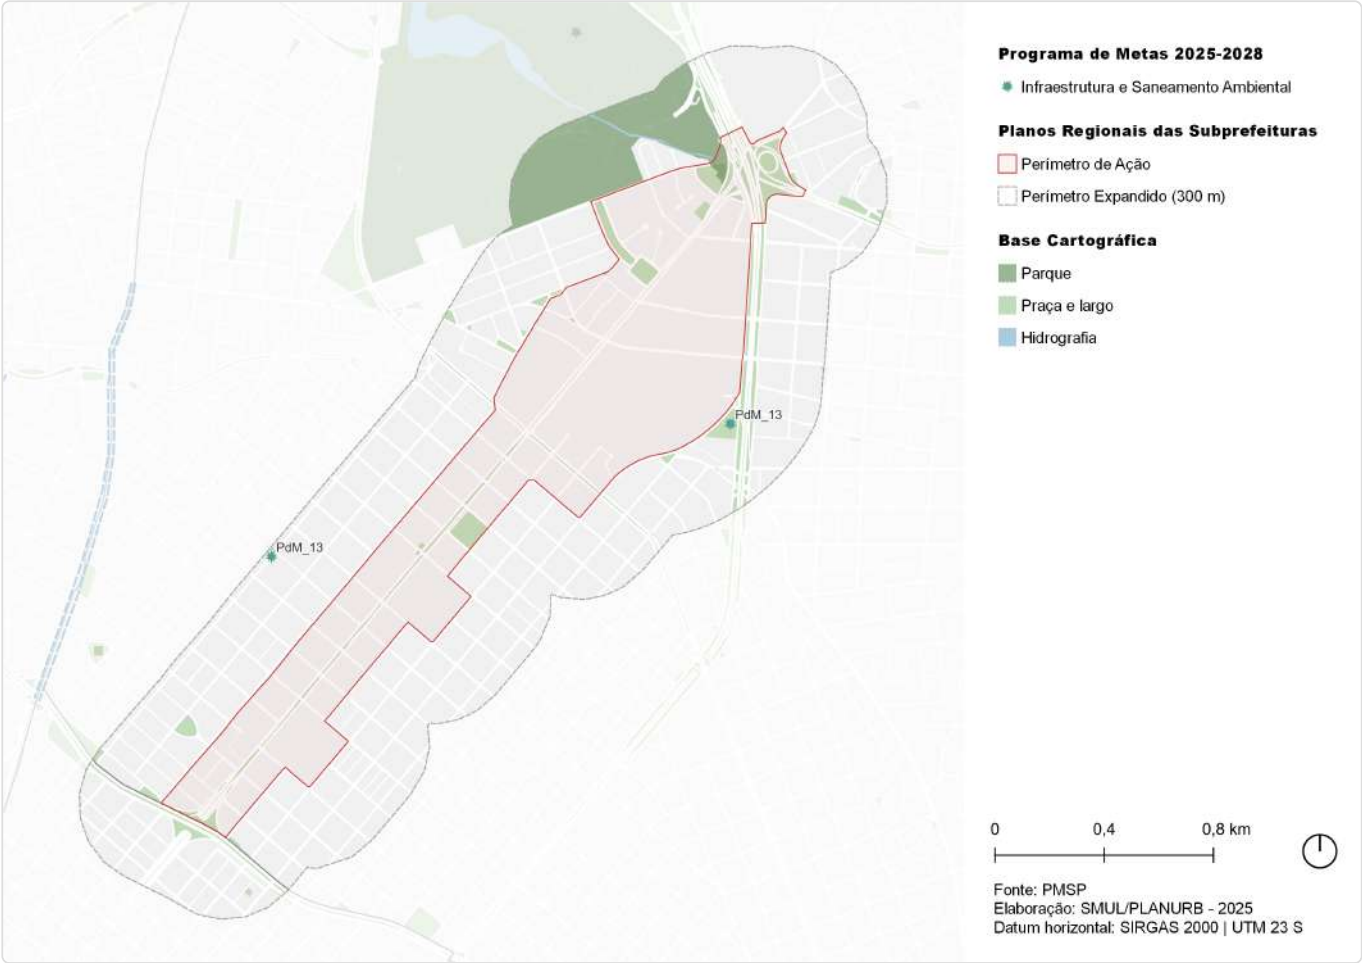 Programa de Metas 2025-2028
Infraestrutura e Saneamento Ambiental
Planos Regionais das Subprefeituras
Perímetro de Ação
Perímetro Expandido (300 m)
Base Cartográfica
Parque
Praça e largo
Hidrografia
PdM_13
PdM_13
0 0,4 0,8 km
Fonte: PMSP
Elaboração: SMUL/PLANURB - 2025
Datum horizontal: SIRGAS 2000 | UTM 23 S